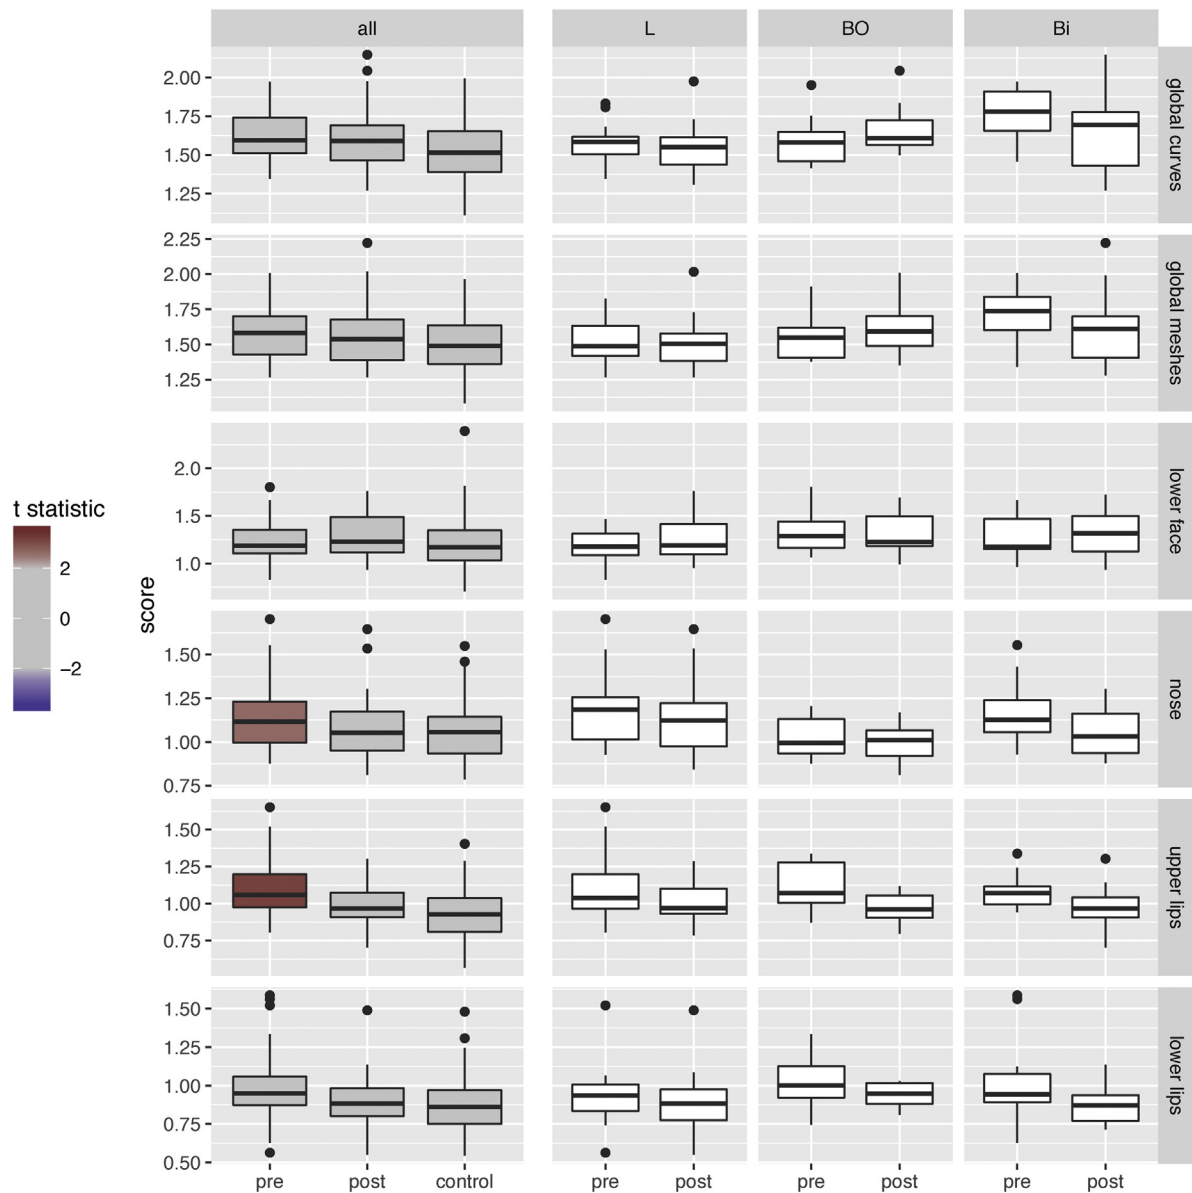 all L BO Bi
2.00
1.75
1.50
1.25
global curves
2.25
2.00
1.75
1.50
1.25
global meshes
2.0
1.5
1.0
lower face
t statistic
2
0
−2
score
1.50
1.25
1.00
0.75
nose
1.50
1.25
1.00
0.75
upper lips
1.50
1.25
1.00
0.75
0.50
lower lips
pre post control pre post pre post pre post